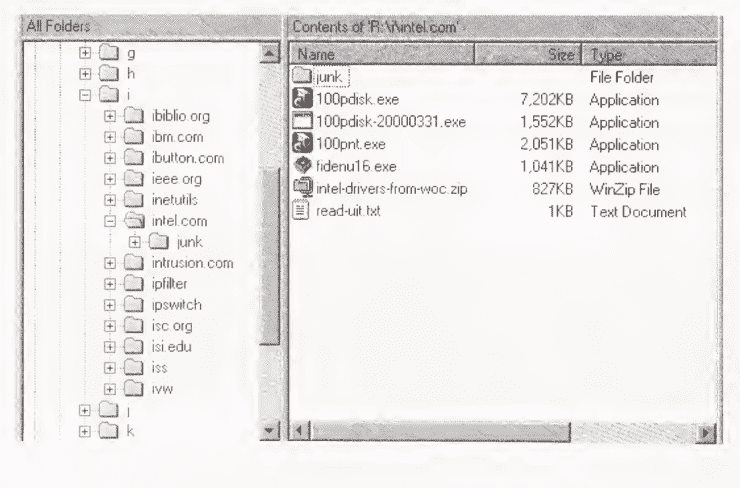 All Folders
g
h
i
ibiblio.org
ibm.com
ibutton.com
ieee.org
inetutils
intel.com
junk
intrusion.com
ipfilter
ipswitch
isc.org
isi.edu
iss
ivw
j
k
Contents of 'R:\i\intel.com'
Name Size Type
junk File Folder
100pdisk.exe 7,202KB Application
100pdisk-20000331.exe 1,552KB Application
100pnt.exe 2,051KB Application
fidenu16.exe 1,041KB Application
intel-drivers-from-woc.zip 827KB WinZip File
read-uit.txt 1KB Text Document